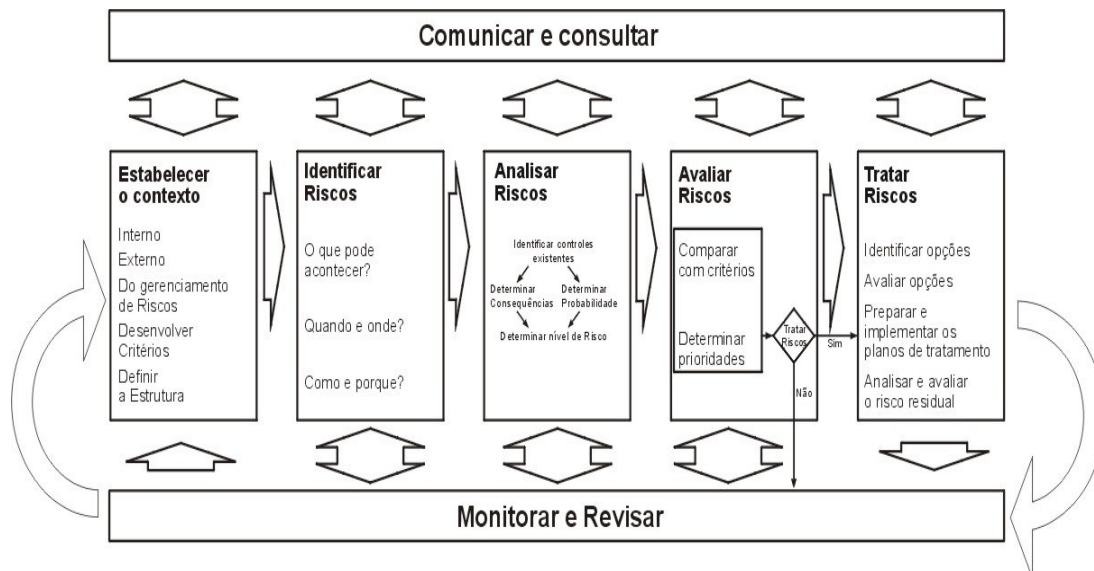 Comunicar e consultar
Estabelecer
o contexto
Interno
Externo
Do gerenciamento
de Riscos
Desenvolver
Critérios
Definir
a Estrutura
Identificar
Riscos
O que pode
acontecer?
Quando e onde?
Como e porque?
Analisar
Riscos
Identificar controles
existentes
Determinar
Consequências
Determinar
Probabilidade
Determinar nível de Risco
Avaliar
Riscos
Comparar
com critérios
Determinar
prioridades
Tratar
Riscos
Sim
Não
Tratar
Riscos
Identificar opções
Avaliar opções
Preparar e
implementar os
planos de tratamento
Analisar e avaliar
o risco residual
Monitorar e Revisar